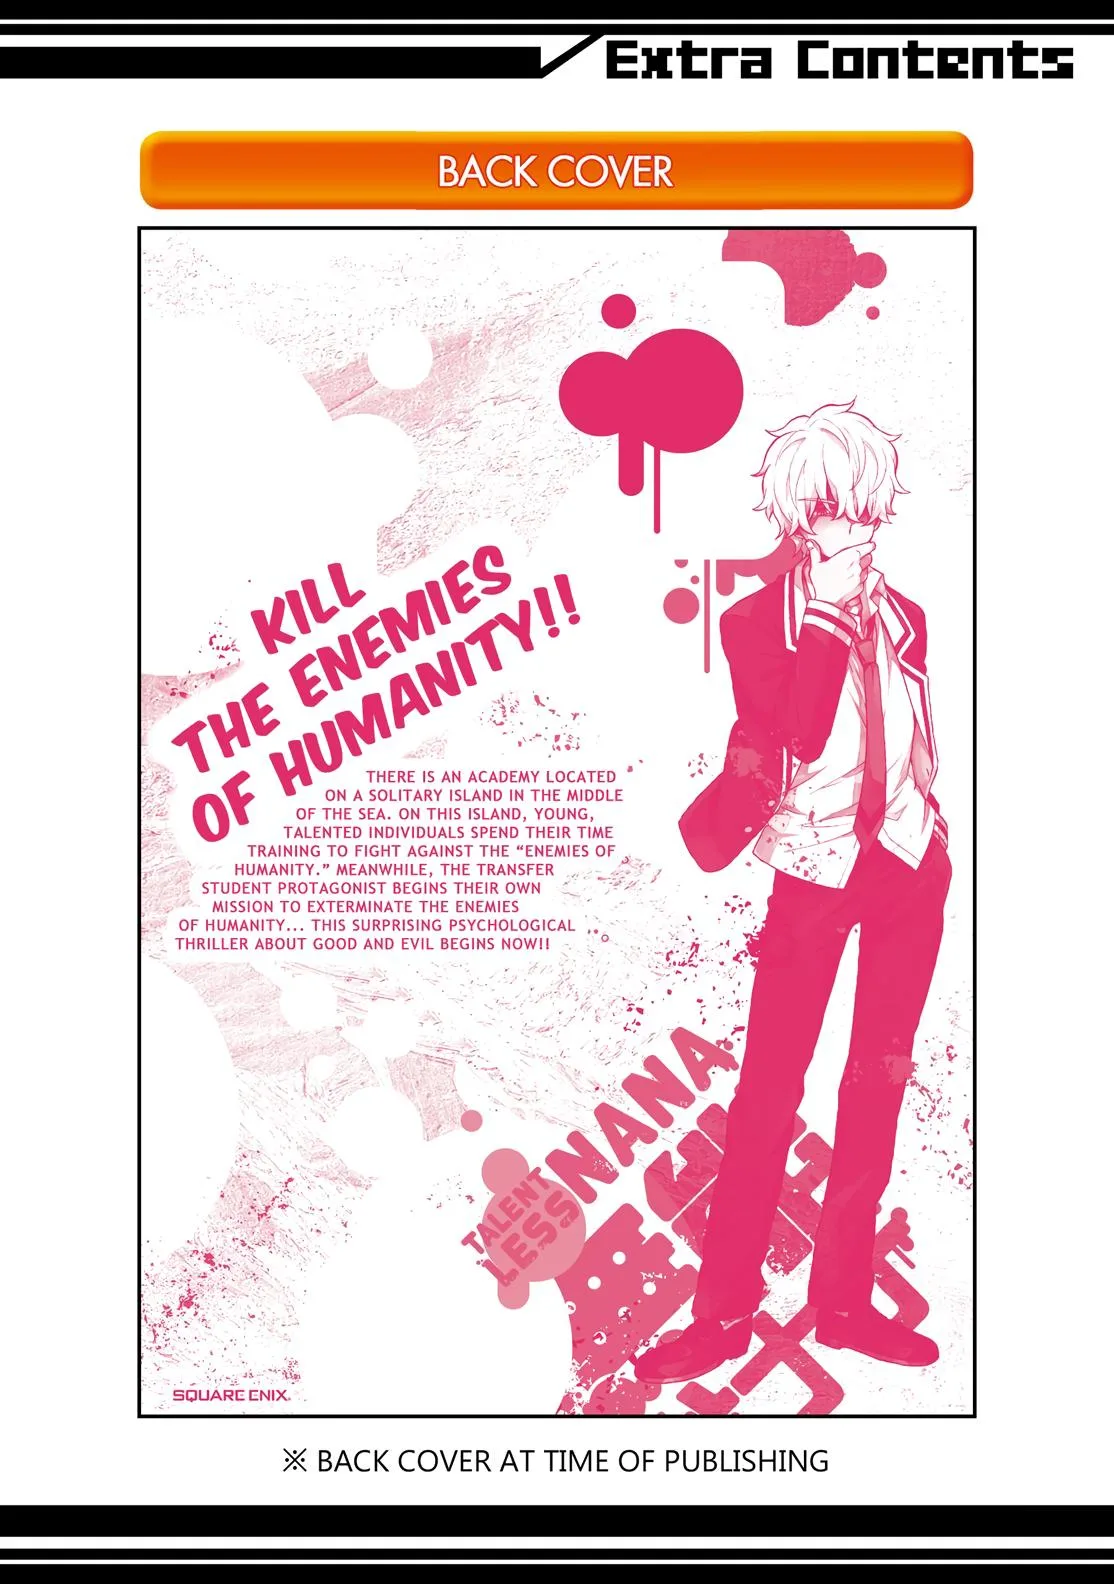 Extra Contents
BACK COVER
KILL
THE ENEMIES
OF HUMANITY!!
THERE IS AN ACADEMY LOCATED
ON A SOLITARY ISLAND IN THE MIDDLE
OF THE SEA. ON THIS ISLAND, YOUNG,
TALENTED INDIVIDUALS SPEND THEIR TIME
TRAINING TO FIGHT AGAINST THE “ENEMIES OF
HUMANITY.” MEANWHILE, THE TRANSFER
STUDENT PROTAGONIST BEGINS THEIR OWN
MISSION TO EXTERMINATE THE ENEMIES
OF HUMANITY... THIS SURPRISING PSYCHOLOGICAL
THRILLER ABOUT GOOD AND EVIL BEGINS NOW!!
TALENT
LESS
NANA
SQUARE ENIX.
※ BACK COVER AT TIME OF PUBLISHING